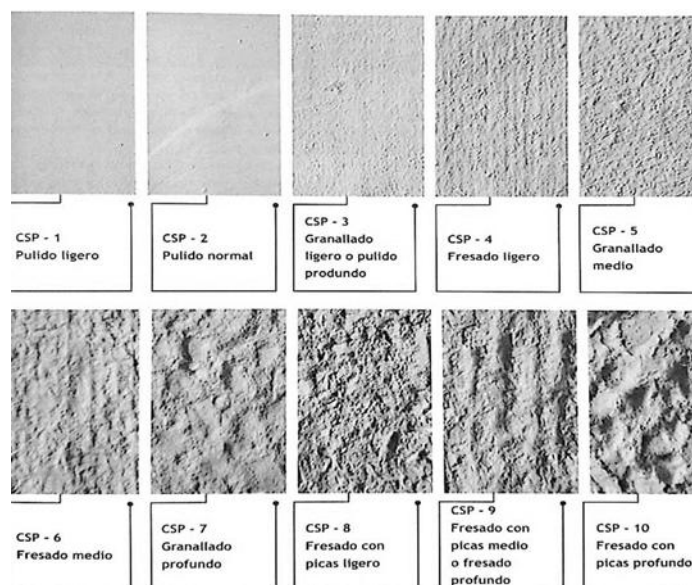 CSP - 1
Pulido ligero
CSP - 2
Pulido normal
CSP - 3
Granallado
ligero o pulido
produndo
CSP - 4
Fresado ligero
CSP - 5
Granallado
medio
CSP - 6
Fresado medio
CSP - 7
Granallado
profundo
CSP - 8
Fresado con
picas ligero
CSP - 9
Fresado con
picas medio
o fresado
profundo
CSP - 10
Fresado con
picas profundo